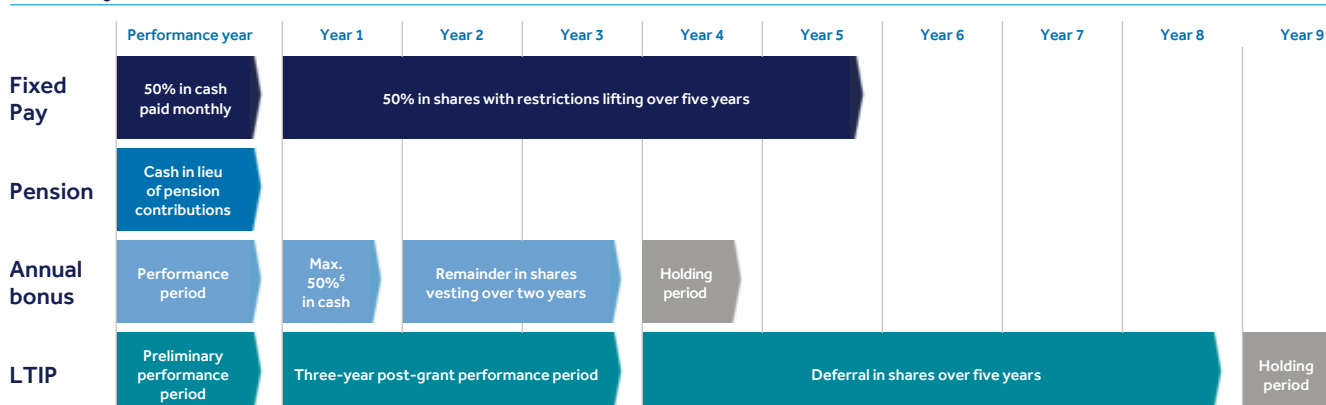 Performance year Year 1 Year 2 Year 3 Year 4 Year 5 Year 6 Year 7 Year 8 Year 9
Fixed
Pay
50% in cash
paid monthly
50% in shares with restrictions lifting over five years
Pension
Cash in lieu
of pension
contributions
Annual
bonus
Performance
period
Max.
50%⁶
in cash
Remainder in shares
vesting over two years
Holding
period
LTIP
Preliminary
performance
period
Three-year post-grant performance period
Deferral in shares over five years
Holding
period